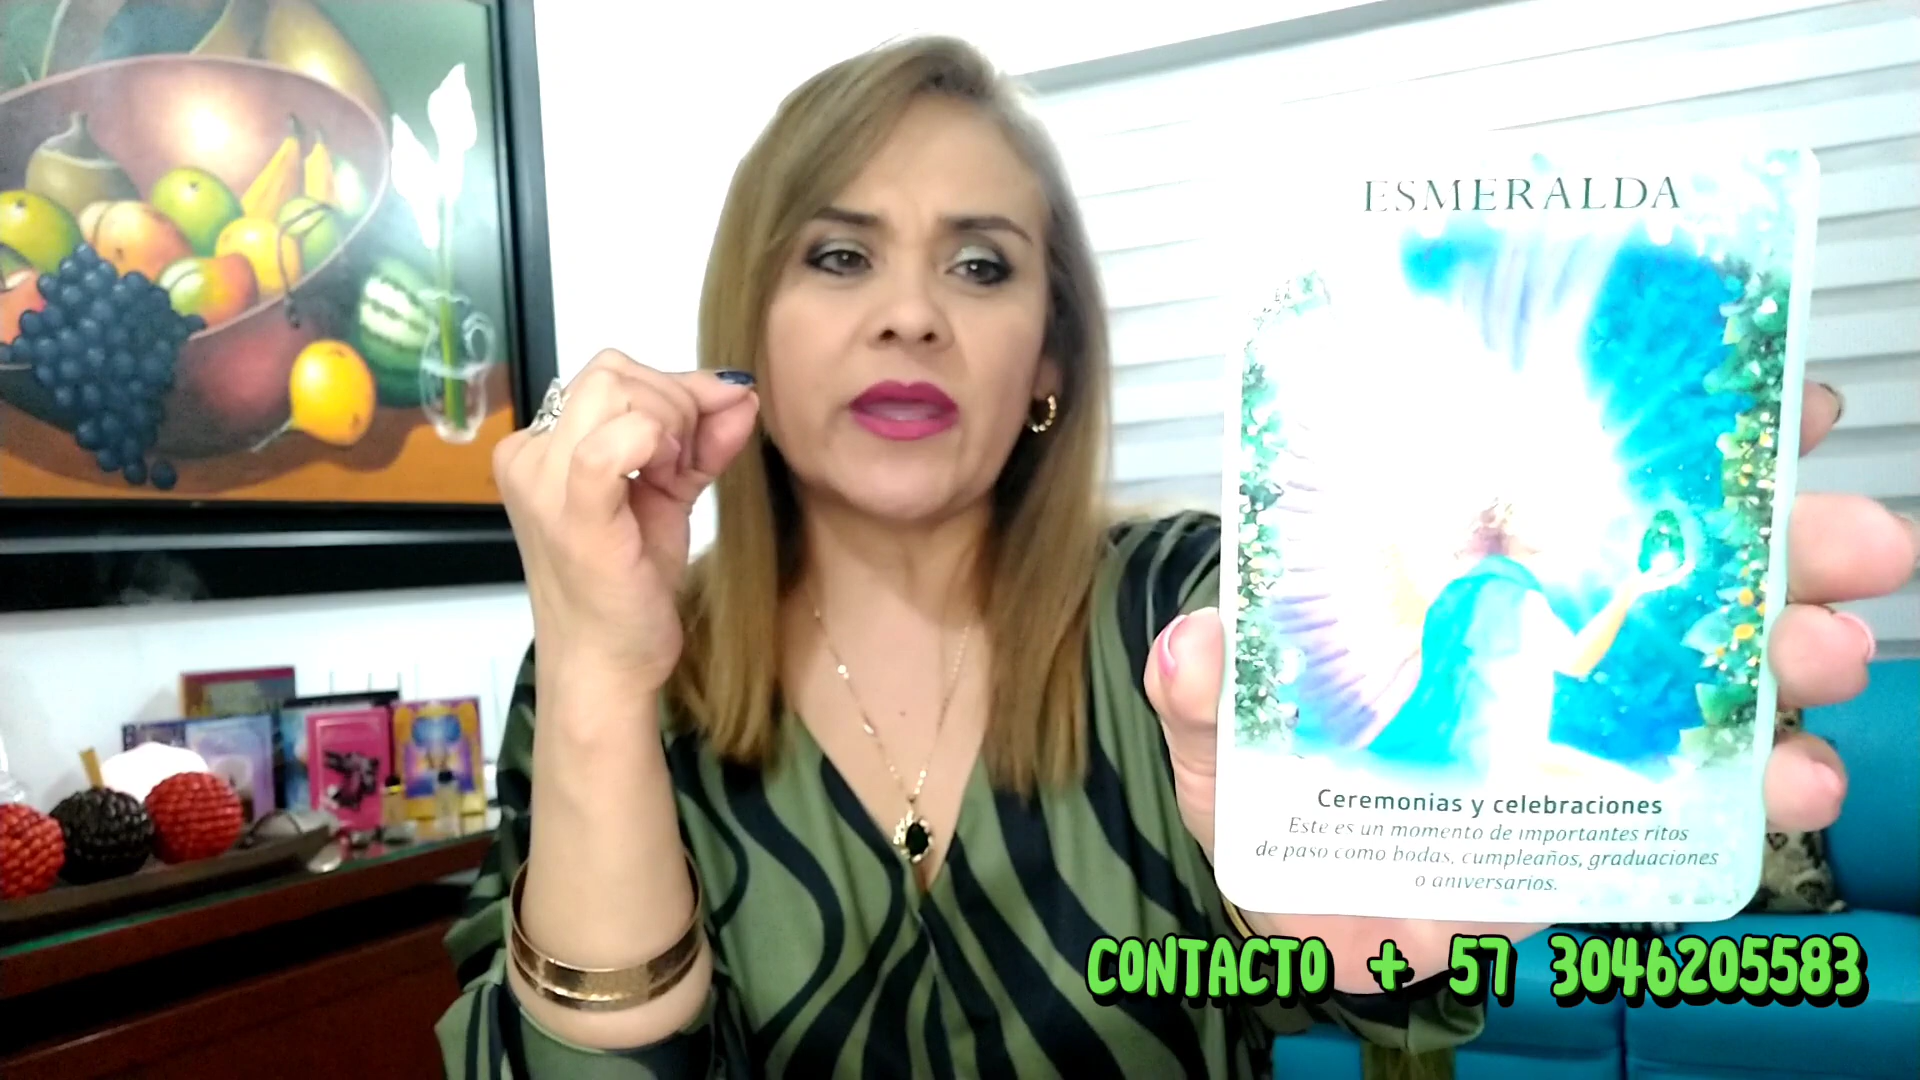 ESMERALDA
Ceremonias y celebraciones
Este es un momento de importantes ritos
de paso como bodas, cumpleaños, graduaciones
o aniversarios.
CONTACTO + 57 3046205583